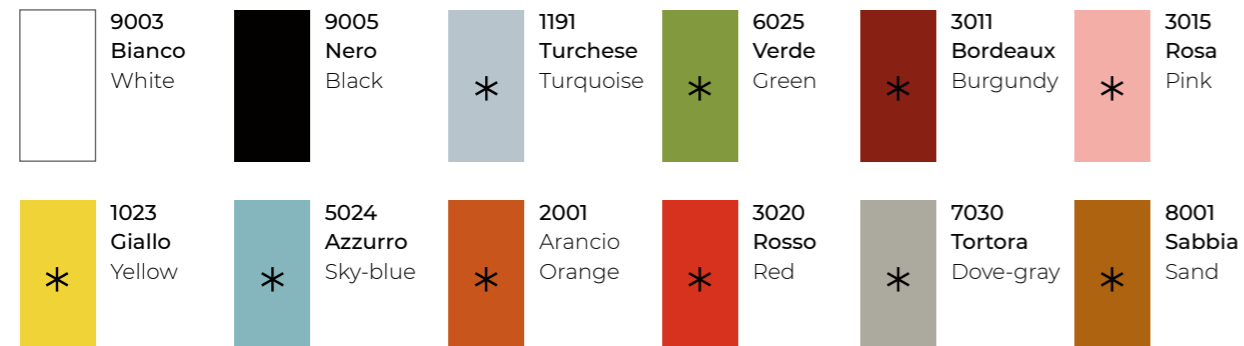 9003
Bianco
White
9005
Nero
Black
*
1191
Turchese
Turquoise
*
6025
Verde
Green
*
3011
Bordeaux
Burgundy
*
3015
Rosa
Pink
*
1023
Giallo
Yellow
*
5024
Azzurro
Sky-blue
*
2001
Arancio
Orange
*
3020
Rosso
Red
*
7030
Tortora
Dove-gray
*
8001
Sabbia
Sand